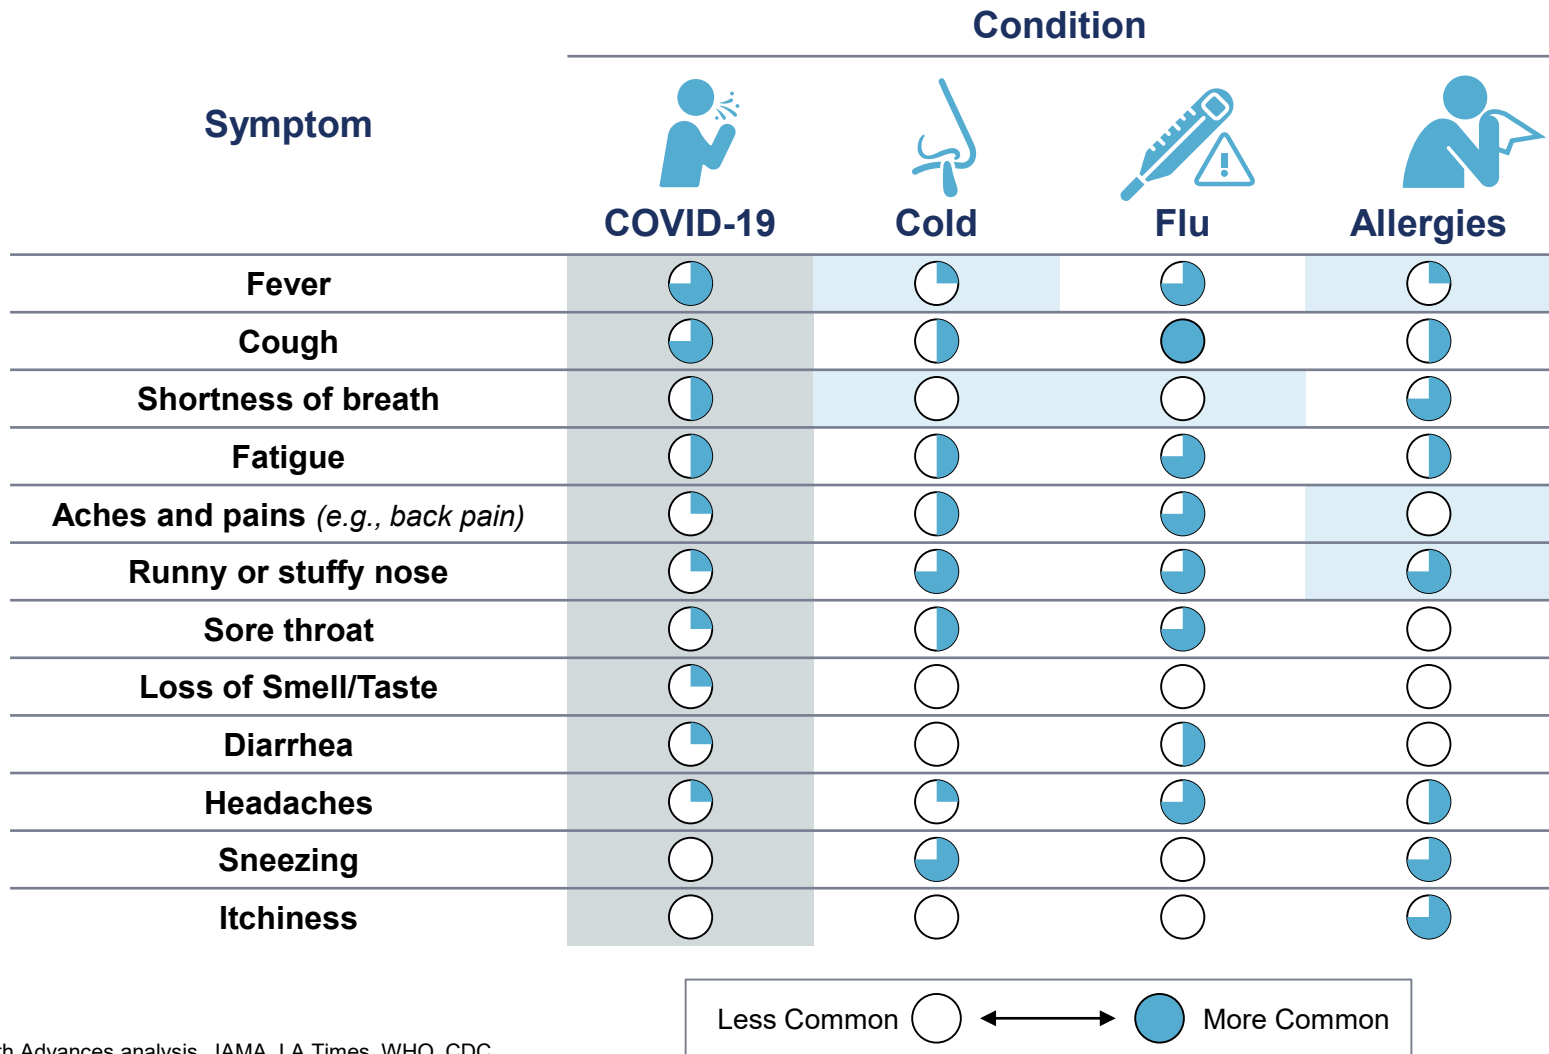 Condition
Symptom
COVID-19 Cold Flu Allergies
Fever
Cough
Shortness of breath
Fatigue
Aches and pains (e.g., back pain)
Runny or stuffy nose
Sore throat
Loss of Smell/Taste
Diarrhea
Headaches
Sneezing
Itchiness
Less Common More Common
Advances analysis, JAMA, LA Times, WHO, CDC